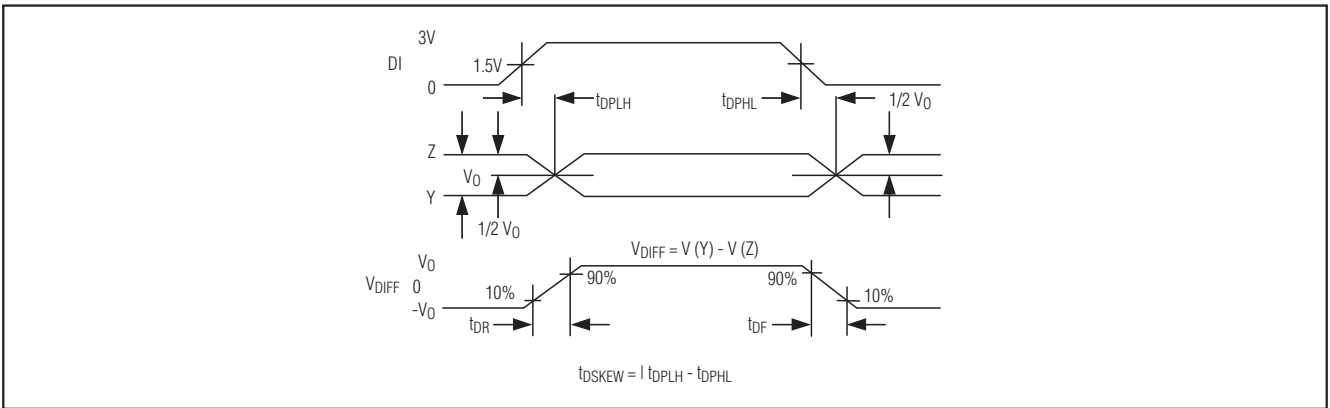 3V
DI
1.5V
0
tDPLH
tDPHL
1/2 VO
Z
VO
Y
1/2 VO
VDIFF = V (Y) - V (Z)
VO
VDIFF 0
-VO
10%
90%
90%
10%
tDR
tDF
tDSKEW = | tDPLH - tDPHL